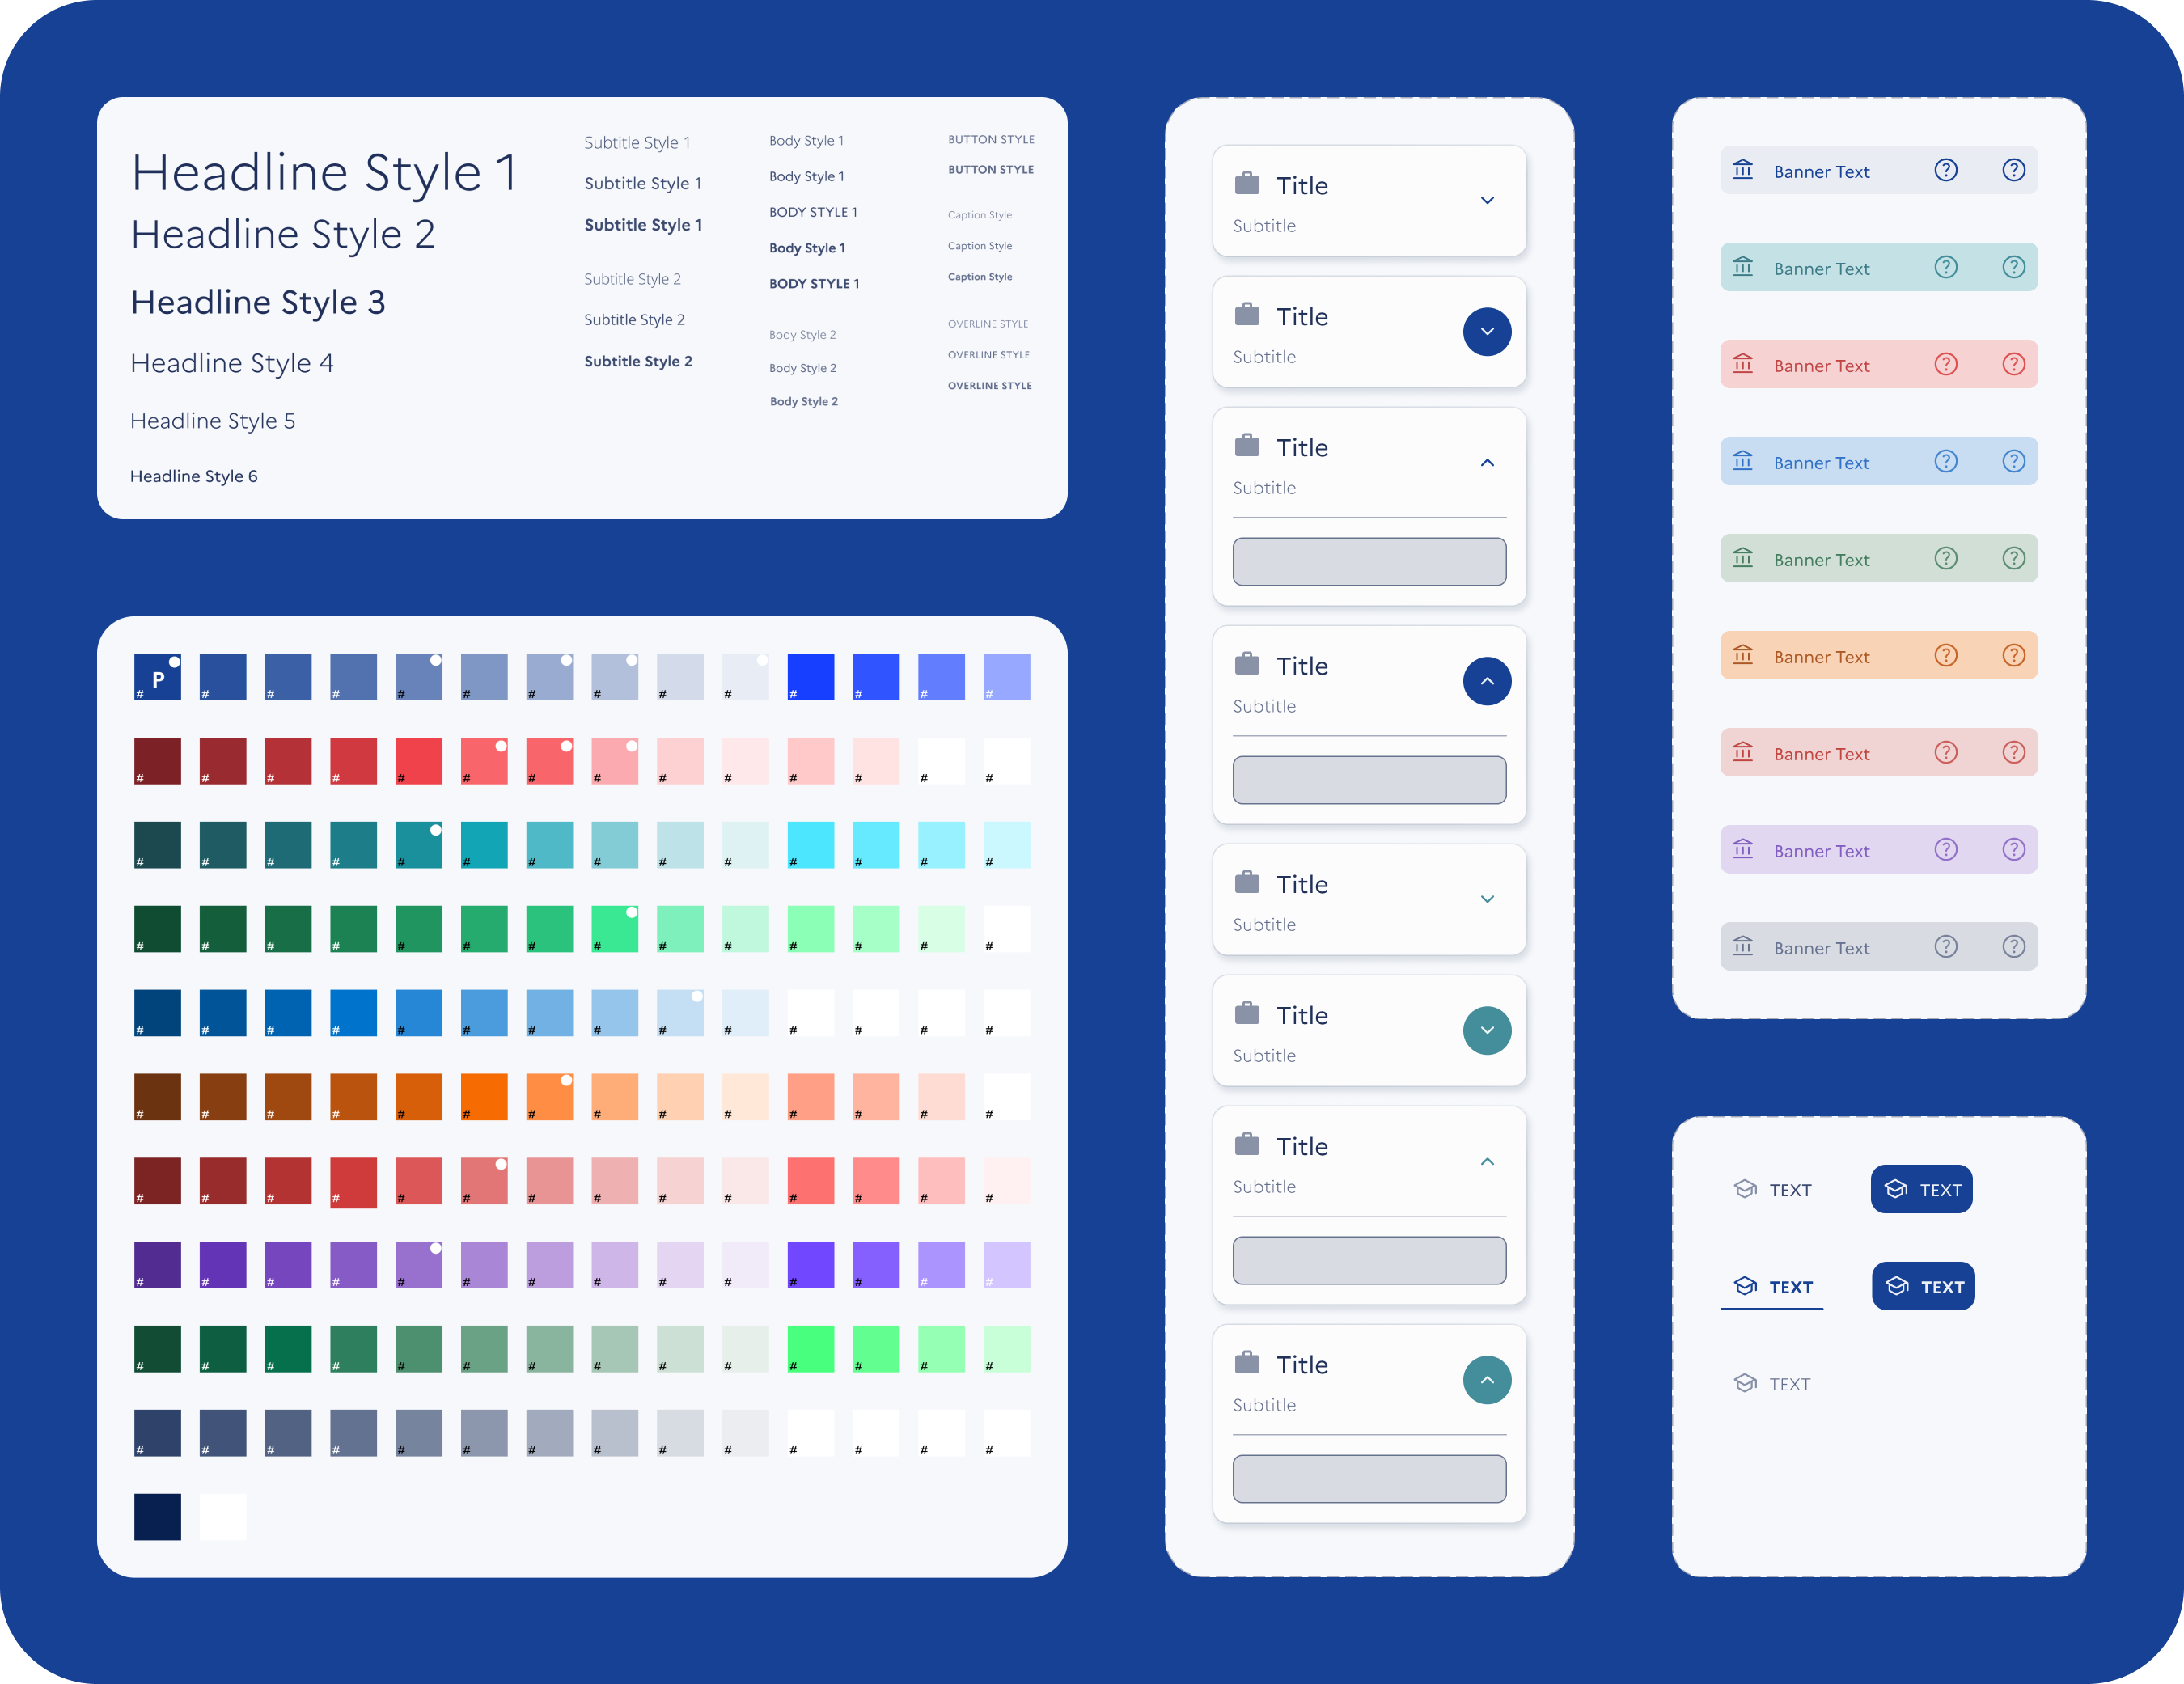 Headline Style 1
Headline Style 2
Headline Style 3
Headline Style 4
Headline Style 5
Headline Style 6
Subtitle Style 1
Subtitle Style 1
Subtitle Style 1
Subtitle Style 2
Subtitle Style 2
Subtitle Style 2
Body Style 1
Body Style 1
BODY STYLE 1
Body Style 1
BODY STYLE 1
Body Style 2
Body Style 2
Body Style 2
BUTTON STYLE
BUTTON STYLE
Caption Style
Caption Style
Caption Style
OVERLINE STYLE
OVERLINE STYLE
OVERLINE STYLE
# P # # # # # # # # # # # # #
# # # # # # # # # # # # # #
# # # # # # # # # # # # # #
# # # # # # # # # # # # # #
# # # # # # # # # # # # # #
# # # # # # # # # # # # # #
# # # # # # # # # # # # # #
# # # # # # # # # # # # # #
# # # # # # # # # # # # # #
# # # # # # # # # # # # # #
Title
Subtitle
Title
Subtitle
Title
Subtitle
Title
Subtitle
Title
Subtitle
Title
Subtitle
Title
Subtitle
Title
Subtitle
Banner Text ? ?
Banner Text ? ?
Banner Text ? ?
Banner Text ? ?
Banner Text ? ?
Banner Text ? ?
Banner Text ? ?
Banner Text ? ?
Banner Text ? ?
TEXT TEXT
TEXT TEXT
TEXT